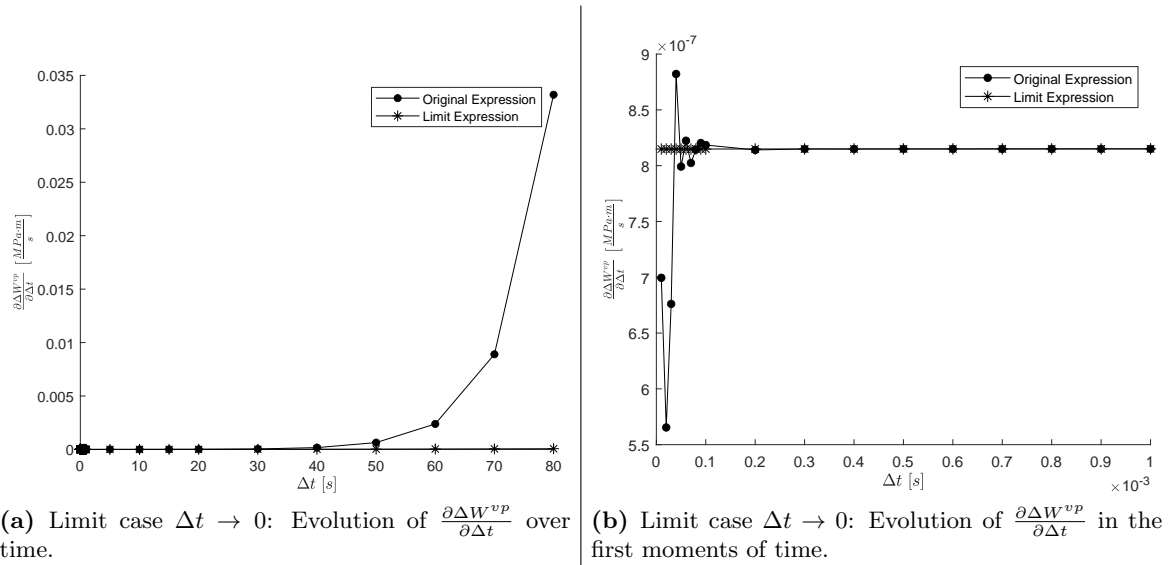 0.035
0.03
0.025
0.02
0.015
0.01
0.005
0
∂ΔW^{vp}/∂Δt [MPa·m/s]
Original Expression
Limit Expression
0 10 20 30 40 50 60 70 80
Δt [s]
(a) Limit case Δt → 0: Evolution of ∂ΔW^{vp}/∂Δt over
time.
×10⁻⁷
9
8.5
8
7.5
7
6.5
6
5.5
∂ΔW^{vp}/∂Δt [MPa·m/s]
Original Expression
Limit Expression
0 0.1 0.2 0.3 0.4 0.5 0.6 0.7 0.8 0.9 1
Δt [s]
×10⁻³
(b) Limit case Δt → 0: Evolution of ∂ΔW^{vp}/∂Δt in the
first moments of time.